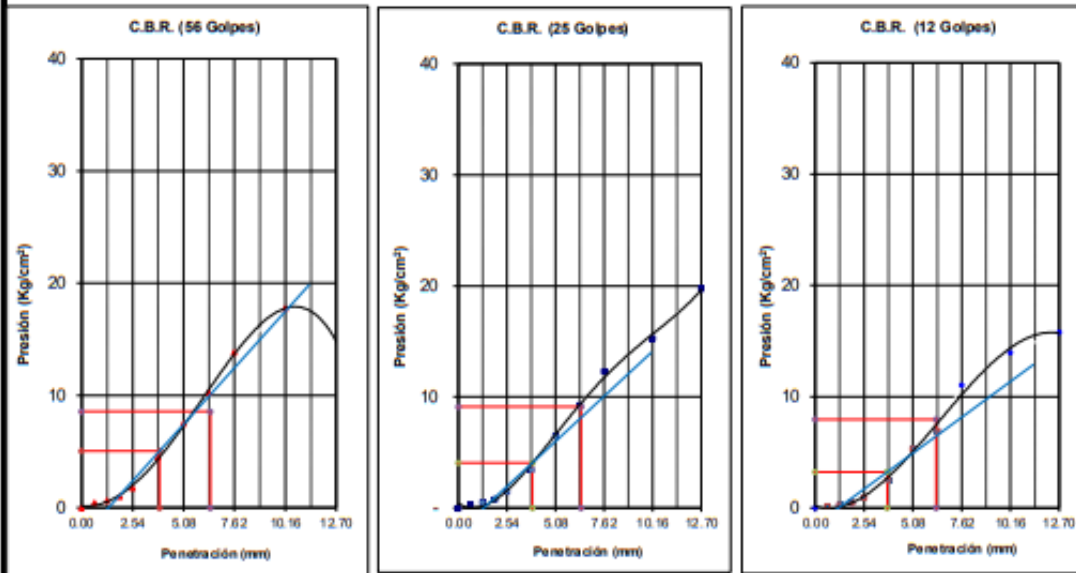 C.B.R. (56 Golpes)
40
30
20
10
0
Presión (Kg/cm²)
0.00 2.54 5.08 7.62 10.16 12.70
Penetración (mm)
C.B.R. (25 Golpes)
40
30
20
10
-
Presión (Kg/cm²)
0.00 2.54 5.08 7.62 10.16 12.70
Penetración (mm)
C.B.R. (12 Golpes)
40
30
20
10
0
Presión (Kg/cm²)
0.00 2.54 5.08 7.62 10.16 12.70
Penetración (mm)